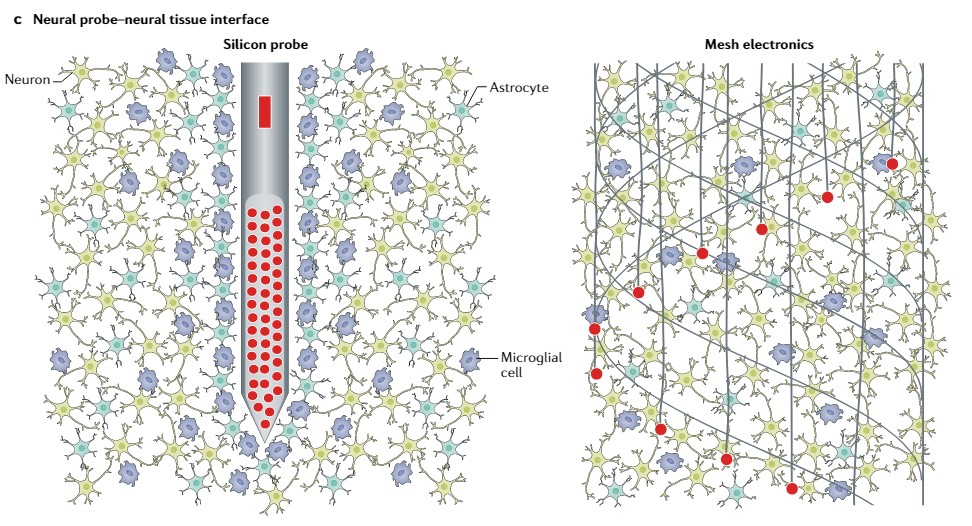 c Neural probe–neural tissue interface
Silicon probe
Mesh electronics
Neuron
Astrocyte
Microglial
cell